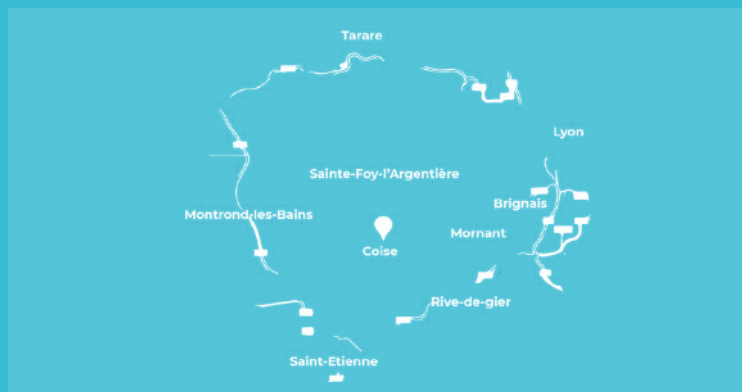 Tarare
Lyon
Sainte-Foy-l'Argentière
Brignais
Montrond-les-Bains
Mornant
Coise
Rive-de-gier
Saint-Etienne